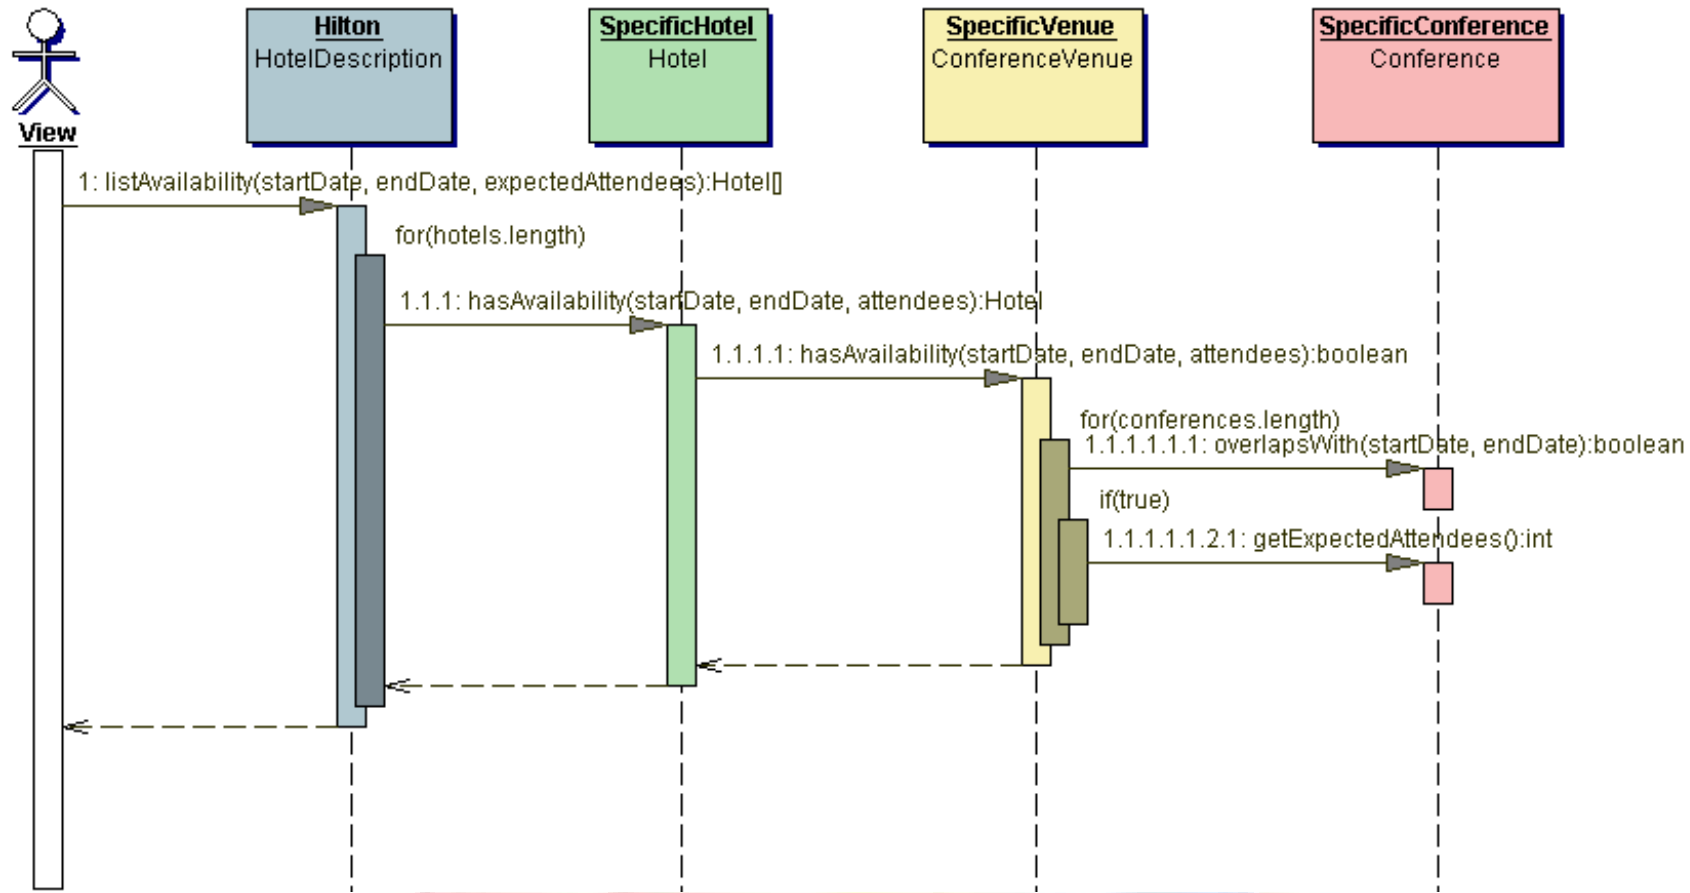 View
Hilton
HotelDescription
SpecificHotel
Hotel
SpecificVenue
ConferenceVenue
SpecificConference
Conference
1: listAvailability(startDate, endDate, expectedAttendees):Hotel[]
for(hotels.length)
1.1.1: hasAvailability(startDate, endDate, attendees):Hotel
1.1.1.1: hasAvailability(startDate, endDate, attendees):boolean
for(conferences.length)
1.1.1.1.1.1: overlapsWith(startDate, endDate):boolean
if(true)
1.1.1.1.1.2.1: getExpectedAttendees():int